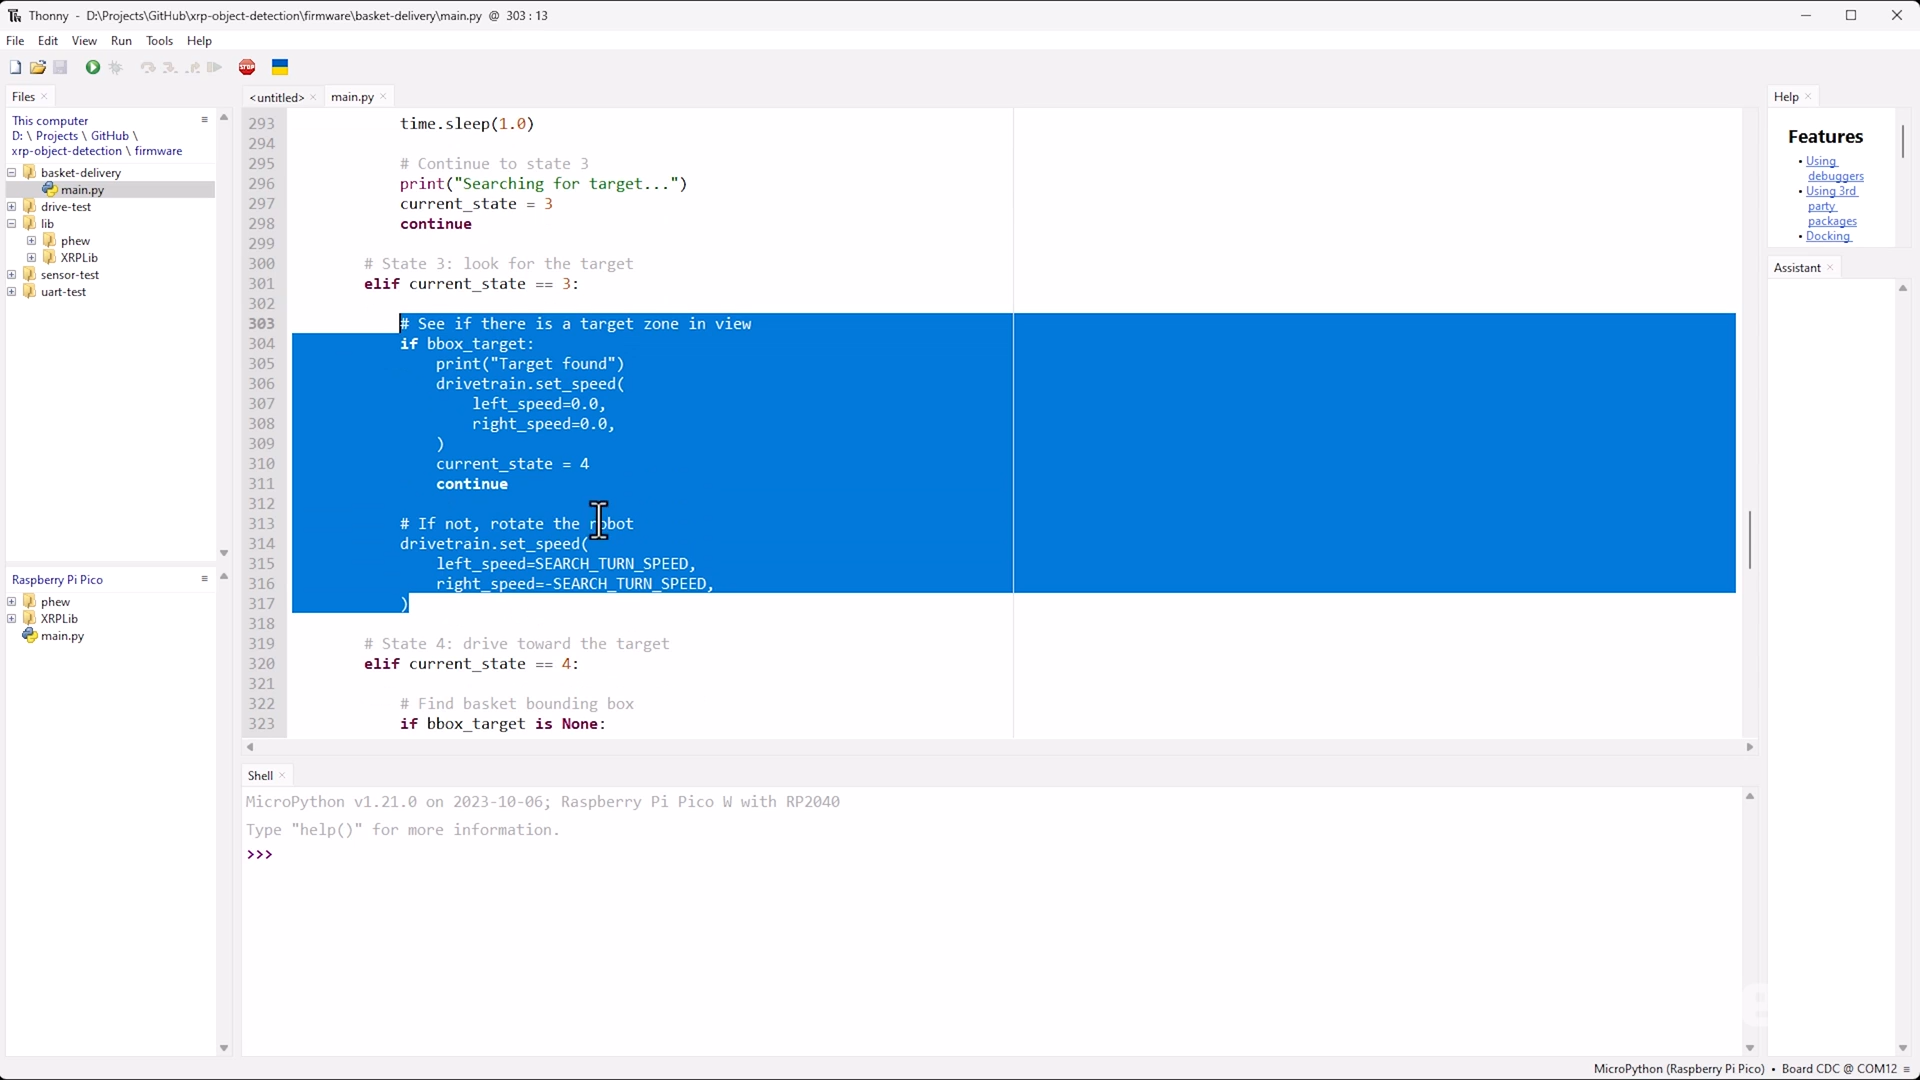 Thonny - D:\Projects\GitHub\xrp-object-detection\firmware\basket-delivery\main.py @ 303 : 13
File Edit View Run Tools Help
STOP
Files ×
This computer
D: \ Projects \ GitHub \
xrp-object-detection \ firmware
basket-delivery
main.py
drive-test
lib
phew
XRPLib
sensor-test
uart-test
Raspberry Pi Pico
phew
XRPLib
main.py
<untitled> × main.py ×
293 time.sleep(1.0)
294
295 # Continue to state 3
296 print("Searching for target...")
297 current_state = 3
298 continue
299
300 # State 3: look for the target
301 elif current_state == 3:
302
303 # See if there is a target zone in view
304 if bbox_target:
305 print("Target found")
306 drivetrain.set_speed(
307 left_speed=0.0,
308 right_speed=0.0,
309 )
310 current_state = 4
311 continue
312
313 # If not, rotate the robot
314 drivetrain.set_speed(
315 left_speed=SEARCH_TURN_SPEED,
316 right_speed=-SEARCH_TURN_SPEED,
317 )
318
319 # State 4: drive toward the target
320 elif current_state == 4:
321
322 # Find basket bounding box
323 if bbox_target is None:
Shell ×
MicroPython v1.21.0 on 2023-10-06; Raspberry Pi Pico W with RP2040
Type "help()" for more information.
>>>
Help ×
Features
• Using
debuggers
• Using 3rd
party
packages
• Docking
Assistant ×
MicroPython (Raspberry Pi Pico) • Board CDC @ COM12